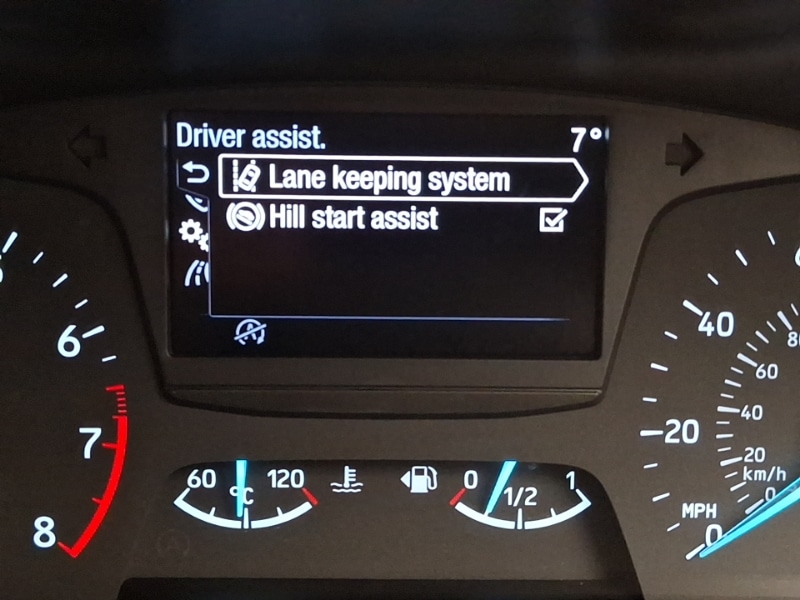 Driver assist. 7°
Lane keeping system
Hill start assist
6
7
8
60 120
°C
0 1/2 1
40
20
MPH
0
80
60
40
20
km/h
0